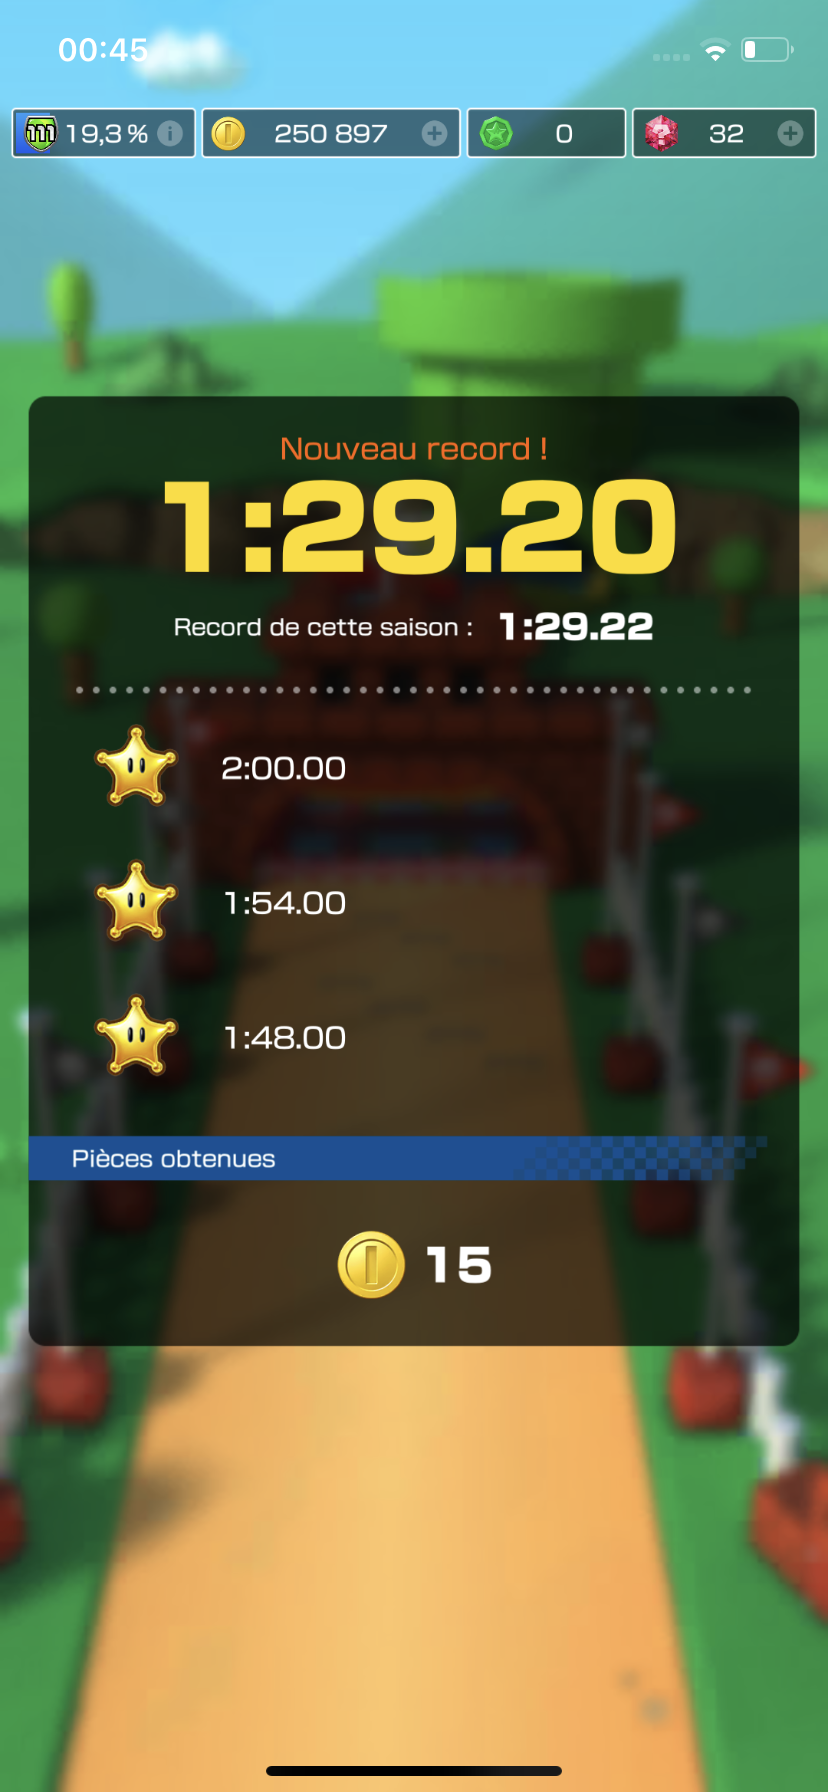 00:45
111 19,3 % i 250 897 + 0 ? 32 +
Nouveau record !
1:29.20
Record de cette saison : 1:29.22
2:00.00
1:54.00
1:48.00
Pièces obtenues
15